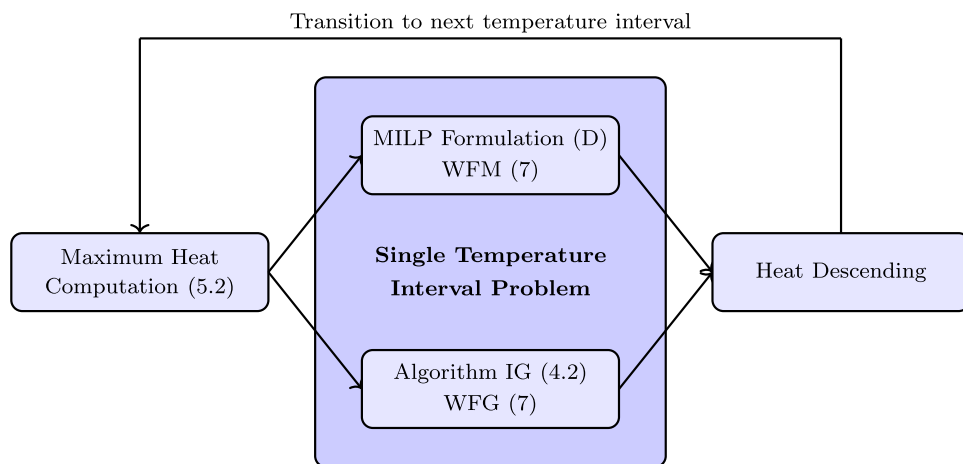 Transition to next temperature interval
MILP Formulation (D)
WFM (7)
Maximum Heat
Computation (5.2)
Single Temperature
Interval Problem
Heat Descending
Algorithm IG (4.2)
WFG (7)